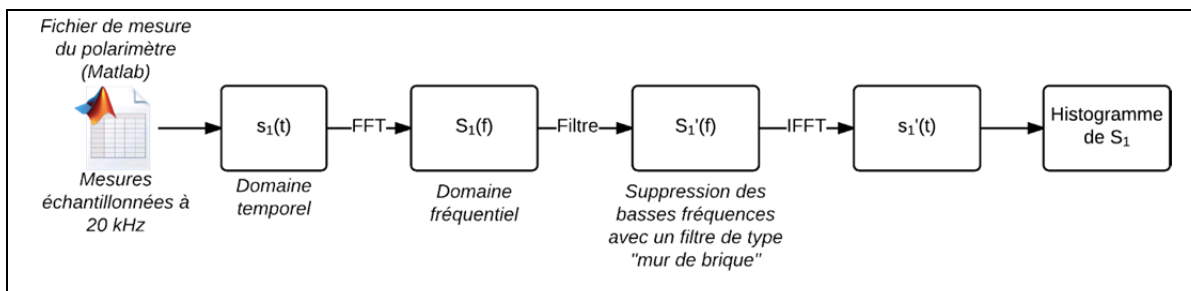 Fichier de mesure
du polarimètre
(Matlab)
Mesures
échantillonnées à
20 kHz
s₁(t)
Domaine
temporel
FFT
S₁(f)
Domaine
fréquentiel
Filtre
S₁'(f)
Suppression des
basses fréquences
avec un filtre de type
"mur de brique"
IFFT
s₁'(t)
Histogramme
de S₁